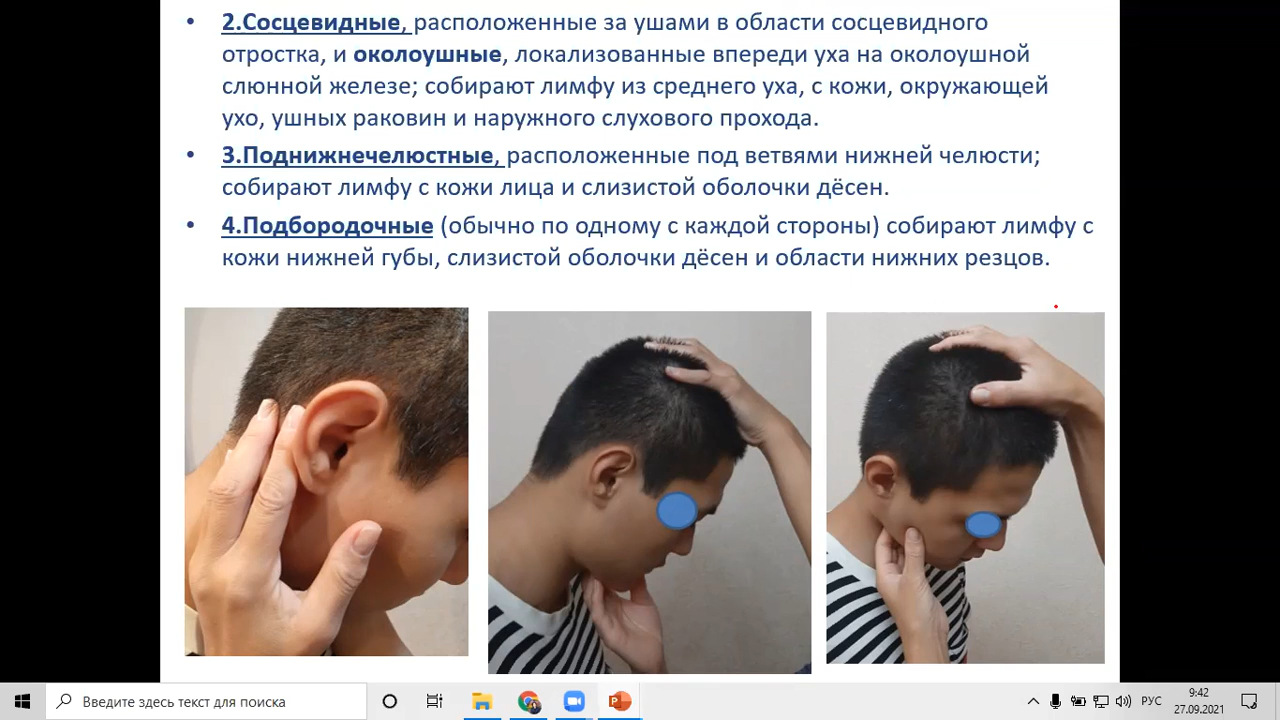 • 2.Сосцевидные, расположенные за ушами в области сосцевидного
отростка, и околоушные, локализованные впереди уха на околоушной
слюнной железе; собирают лимфу из среднего уха, с кожи, окружающей
ухо, ушных раковин и наружного слухового прохода.
• 3.Поднижнечелюстные, расположенные под ветвями нижней челюсти;
собирают лимфу с кожи лица и слизистой оболочки дёсен.
• 4.Подбородочные (обычно по одному с каждой стороны) собирают лимфу с
кожи нижней губы, слизистой оболочки дёсен и области нижних резцов.
Введите здесь текст для поиска
P
РУС
9:42
27.09.2021